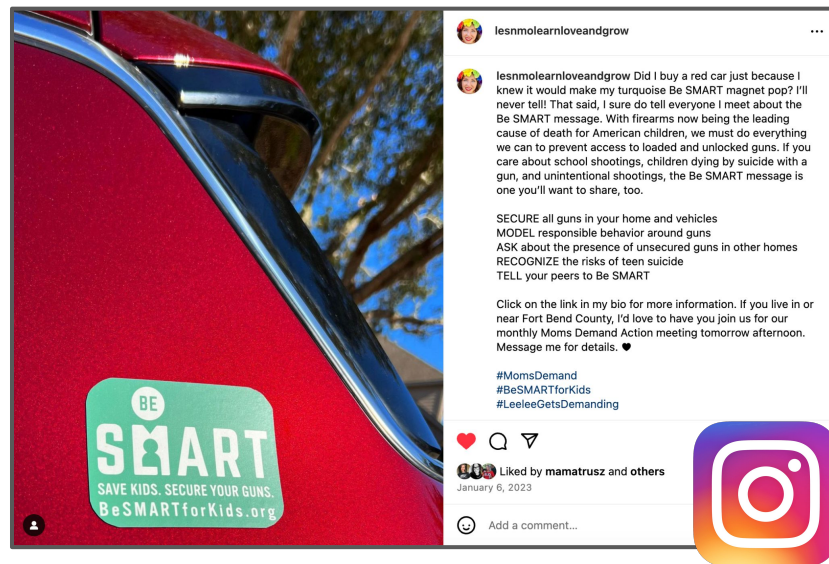 BE
SMART
SAVE KIDS. SECURE YOUR GUNS.
BeSMARTforKids.org
lesnmolearnloveandgrow
lesnmolearnloveandgrow Did I buy a red car just because I
knew it would make my turquoise Be SMART magnet pop? I'll
never tell! That said, I sure do tell everyone I meet about the
Be SMART message. With firearms now being the leading
cause of death for American children, we must do everything
we can to prevent access to loaded and unlocked guns. If you
care about school shootings, children dying by suicide with a
gun, and unintentional shootings, the Be SMART message is
one you'll want to share, too.
SECURE all guns in your home and vehicles
MODEL responsible behavior around guns
ASK about the presence of unsecured guns in other homes
RECOGNIZE the risks of teen suicide
TELL your peers to Be SMART
Click on the link in my bio for more information. If you live in or
near Fort Bend County, I'd love to have you join us for our
monthly Moms Demand Action meeting tomorrow afternoon.
Message me for details. 🖤
#MomsDemand
#BeSMARTforKids
#LeeleeGetsDemanding
Liked by mamatrusz and others
January 6, 2023
Add a comment...